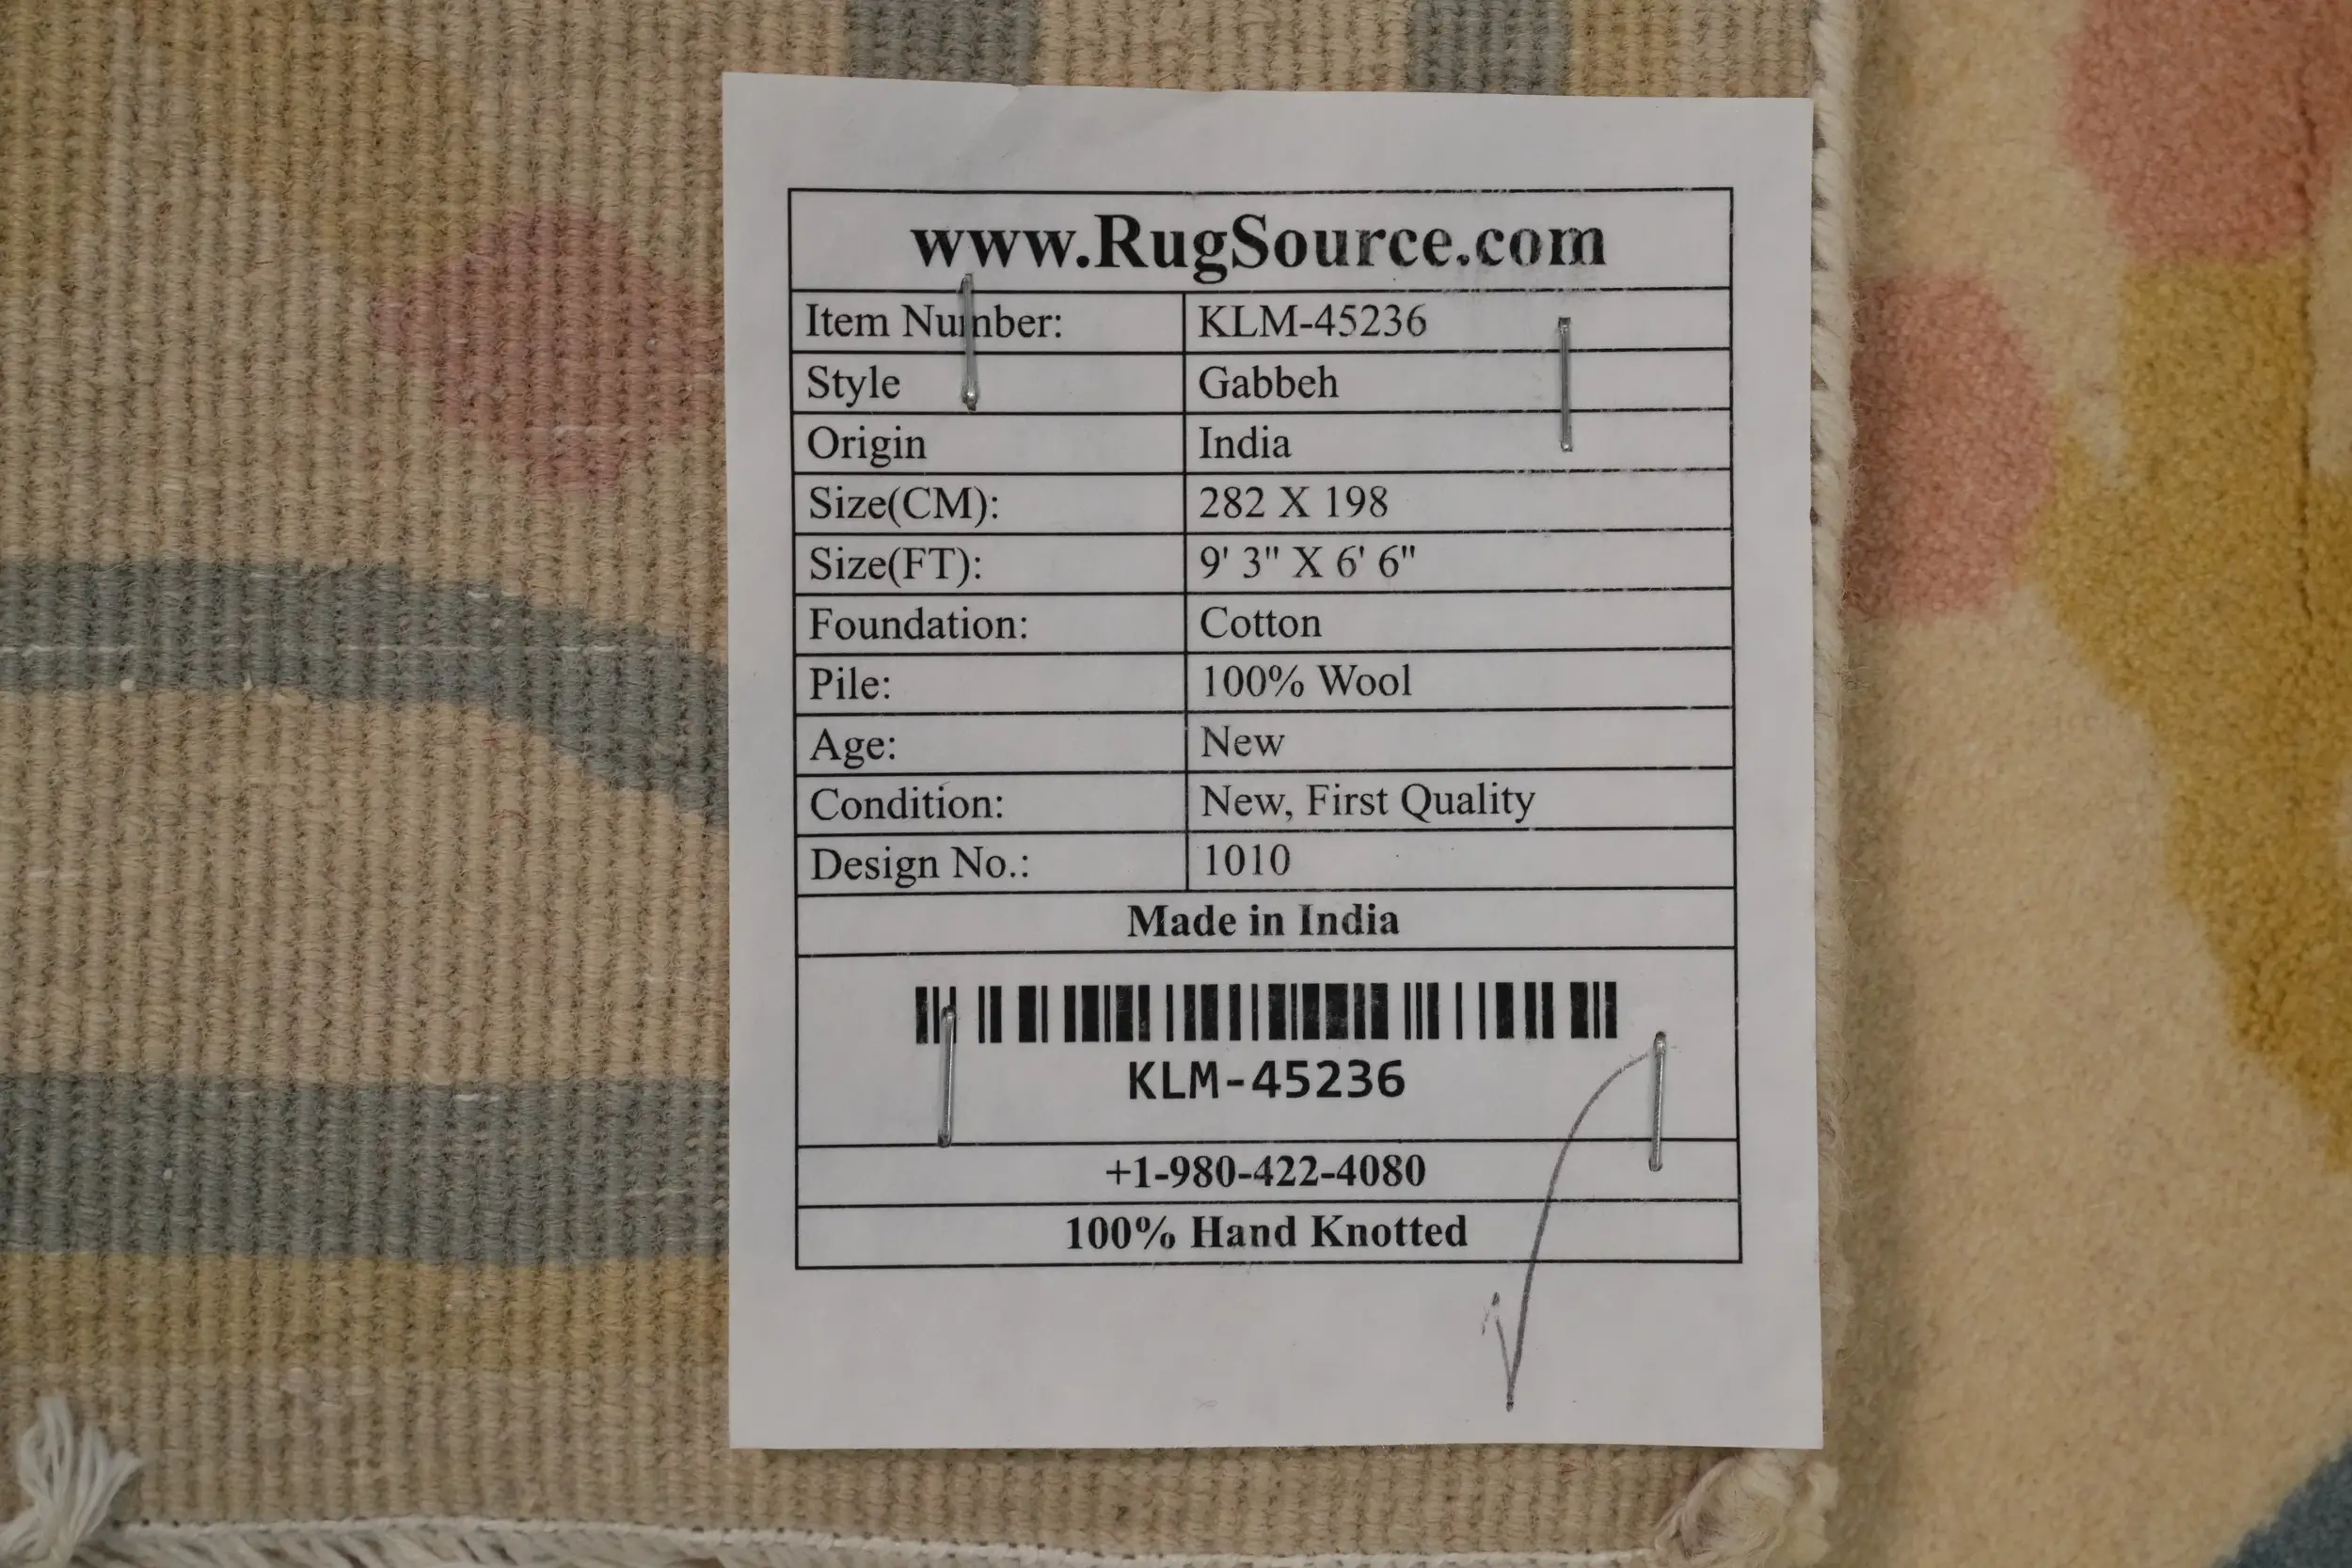 www.RugSource.com
Item Number: KLM-45236
Style Gabbeh
Origin India
Size(CM): 282 X 198
Size(FT): 9' 3" X 6' 6"
Foundation: Cotton
Pile: 100% Wool
Age: New
Condition: New, First Quality
Design No.: 1010
Made in India
KLM-45236
+1-980-422-4080
100% Hand Knotted